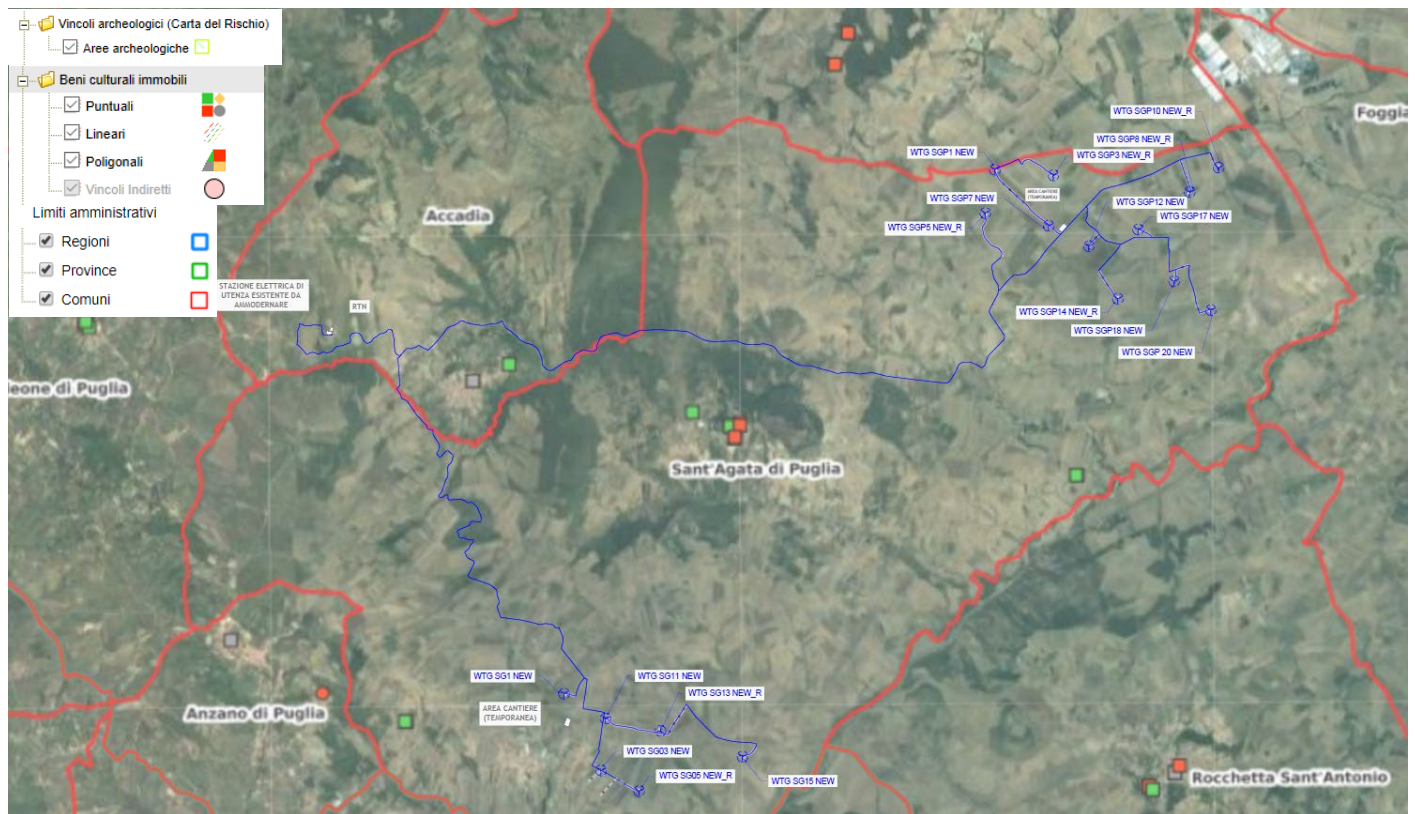 Vincoli archeologici (Carta del Rischio)
Aree archeologiche
Beni culturali immobili
Puntuali
Lineari
Poligonali
Vincoli Indiretti
Limiti amministrativi
Regioni
Province
Comuni
STAZIONE ELETTRICA DI
UTENZA ESISTENTE DA
AMMODERNARE
RTN
Accadia
Foggia
WTG SGP10 NEW_R
WTG SGP8 NEW_R
WTG SGP1 NEW
WTG SGP3 NEW_R
AREA CANTIERE
(TEMPORANEA)
WTG SGP7 NEW
WTG SGP12 NEW
WTG SGP17 NEW
WTG SGP5 NEW_R
WTG SGP14 NEW_R
WTG SGP18 NEW
WTG SGP 20 NEW
eone di Puglia
Sant'Agata di Puglia
WTG SG1 NEW
WTG SG11 NEW
WTG SG13 NEW_R
AREA CANTIERE
(TEMPORANEA)
Anzano di Puglia
WTG SG03 NEW
WTG SG05 NEW_R
WTG SG15 NEW
Rocchetta Sant'Antonio